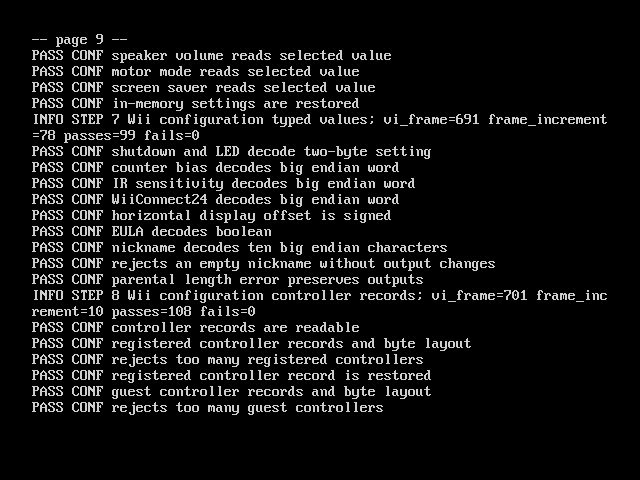 -- page 9 --
PASS CONF speaker volume reads selected value
PASS CONF motor mode reads selected value
PASS CONF screen saver reads selected value
PASS CONF in-memory settings are restored
INFO STEP 7 Wii configuration typed values; vi_frame=691 frame_increment
=78 passes=99 fails=0
PASS CONF shutdown and LED decode two-byte setting
PASS CONF counter bias decodes big endian word
PASS CONF IR sensitivity decodes big endian word
PASS CONF WiiConnect24 decodes big endian word
PASS CONF horizontal display offset is signed
PASS CONF EULA decodes boolean
PASS CONF nickname decodes ten big endian characters
PASS CONF rejects an empty nickname without output changes
PASS CONF parental length error preserves outputs
INFO STEP 8 Wii configuration controller records; vi_frame=701 frame_inc
rement=10 passes=108 fails=0
PASS CONF controller records are readable
PASS CONF registered controller records and byte layout
PASS CONF rejects too many registered controllers
PASS CONF registered controller record is restored
PASS CONF guest controller records and byte layout
PASS CONF rejects too many guest controllers